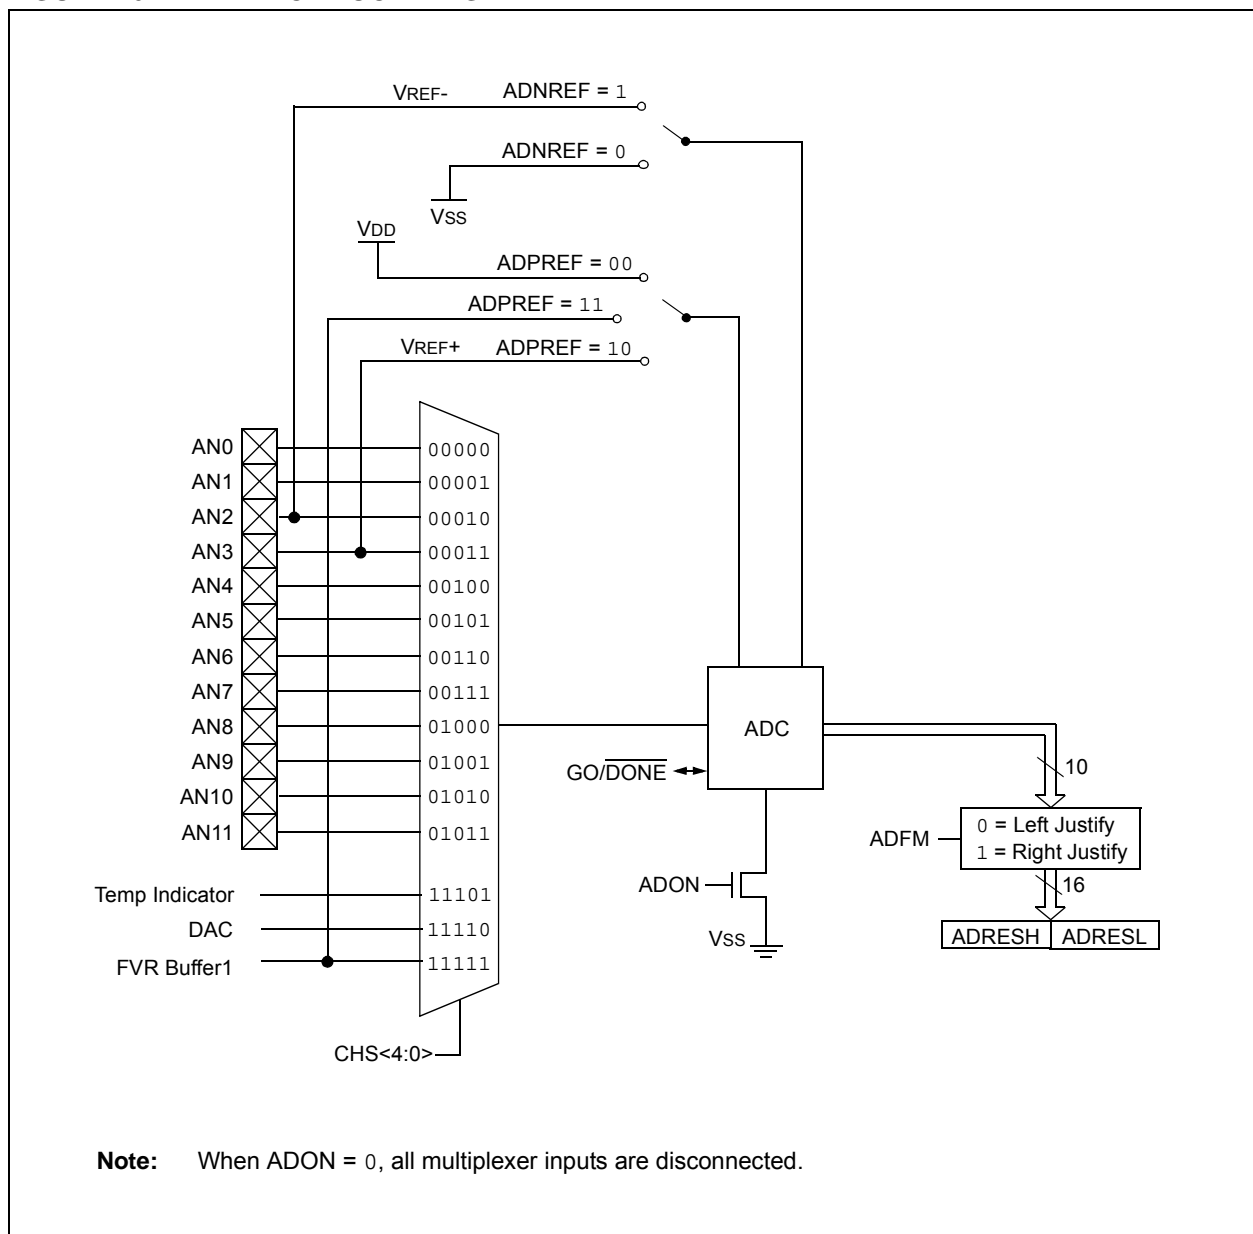 VREF- ADNREF = 1
ADNREF = 0
VSS
VDD
ADPREF = 00
ADPREF = 11
VREF+ ADPREF = 10
AN0 00000
AN1 00001
AN2 00010
AN3 00011
AN4 00100
AN5 00101
AN6 00110
AN7 00111
AN8 01000
AN9 01001
AN10 01010
AN11 01011
Temp Indicator 11101
DAC 11110
FVR Buffer1 11111
CHS<4:0>
ADC
GO/DONE
10
ADFM
0 = Left Justify
1 = Right Justify
16
ADRESH ADRESL
ADON
VSS
Note: When ADON = 0, all multiplexer inputs are disconnected.